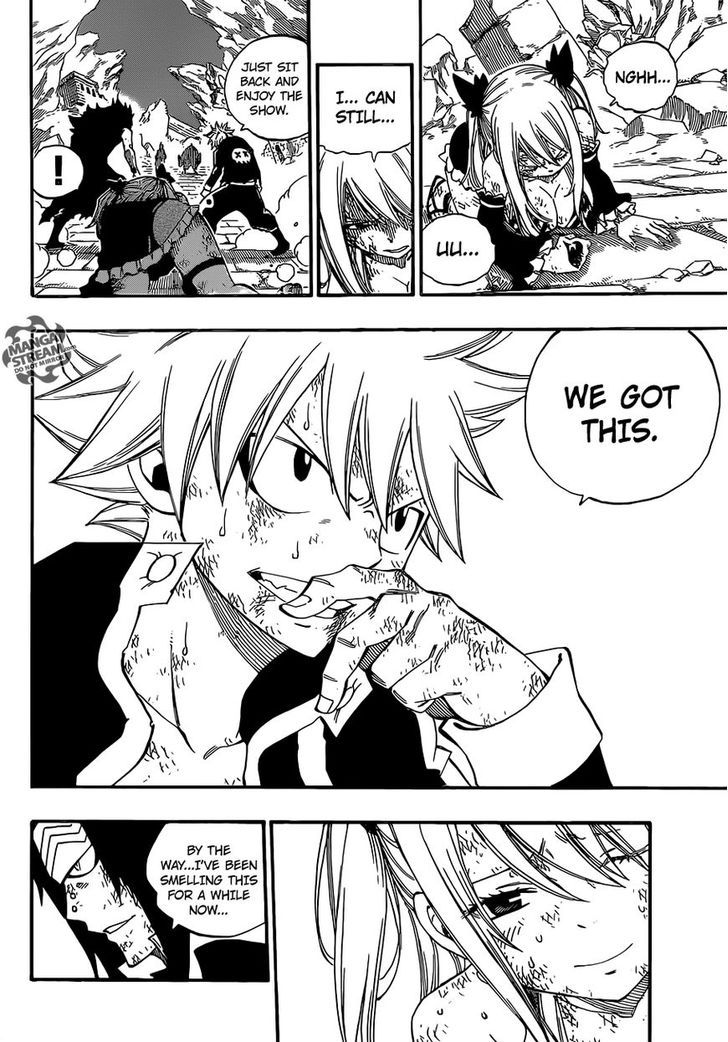 NGHH...
UU...
I... CAN
STILL...
JUST SIT
BACK AND
ENJOY THE
SHOW.
!
MANGA
STREAM
DO NOT MIRROR
WE GOT
THIS.
BY THE
WAY...I'VE BEEN
SMELLING THIS
FOR A WHILE
NOW...